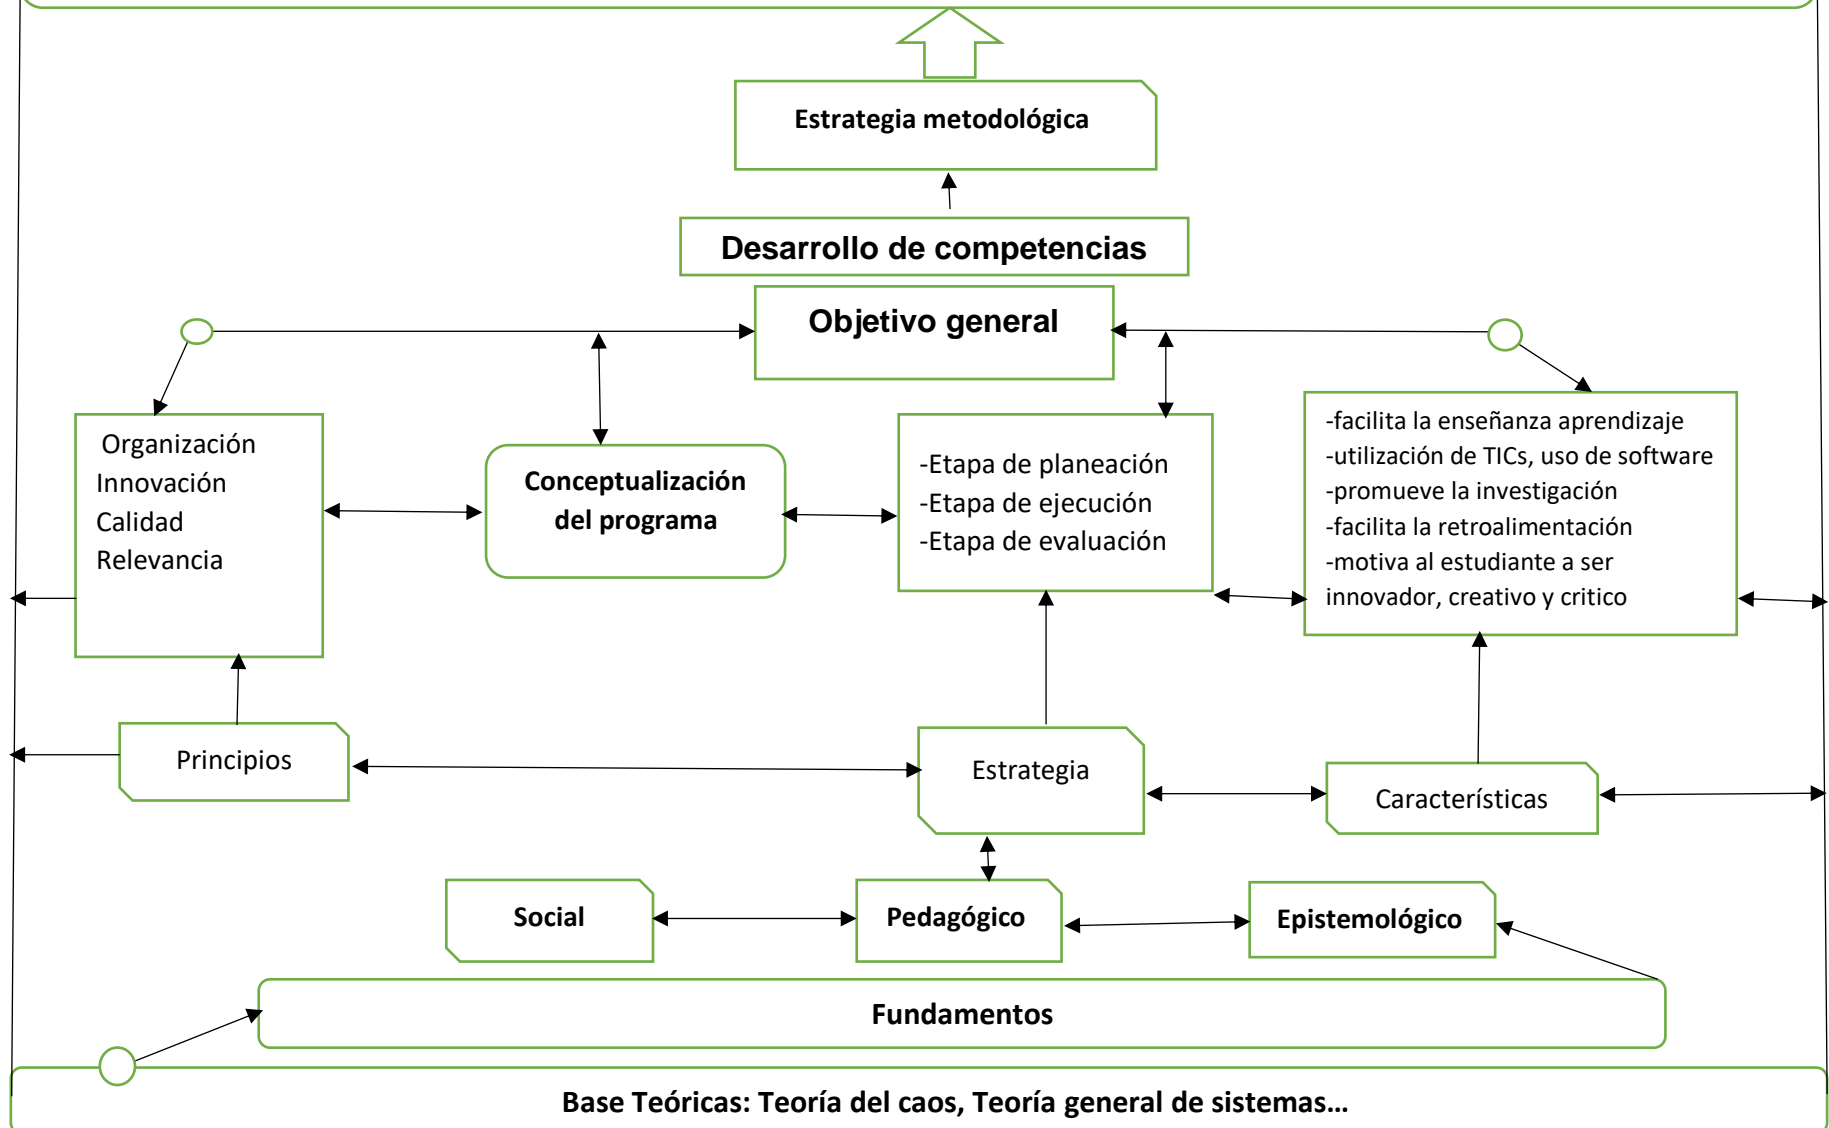 Estrategia metodológica
Desarrollo de competencias
Objetivo general
Organización
Innovación
Calidad
Relevancia
Conceptualización
del programa
-Etapa de planeación
-Etapa de ejecución
-Etapa de evaluación
-facilita la enseñanza aprendizaje
-utilización de TICs, uso de software
-promueve la investigación
-facilita la retroalimentación
-motiva al estudiante a ser
innovador, creativo y critico
Principios
Estrategia
Características
Social
Pedagógico
Epistemológico
Fundamentos
Base Teóricas: Teoría del caos, Teoría general de sistemas...